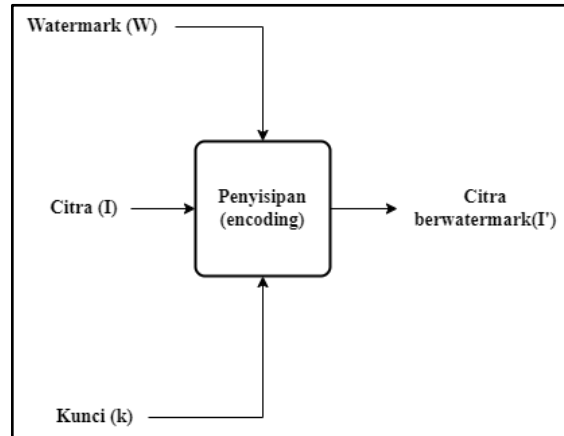 Watermark (W)
Citra (I)
Penyisipan
(encoding)
Citra
berwatermark(I')
Kunci (k)